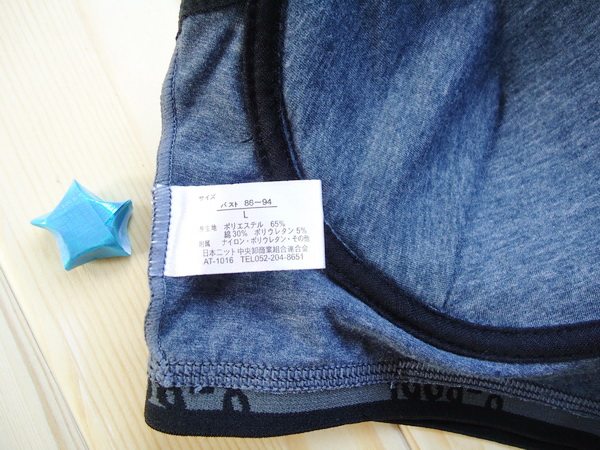 サイズ
バスト 86～94
L
身生地 ポリエステル 65%
綿30% ポリウレタン 5%
附属 ナイロン・ポリウレタン・その他
日本ニット中央卸商業組合連合会
AT-1016 TEL052-204-8651